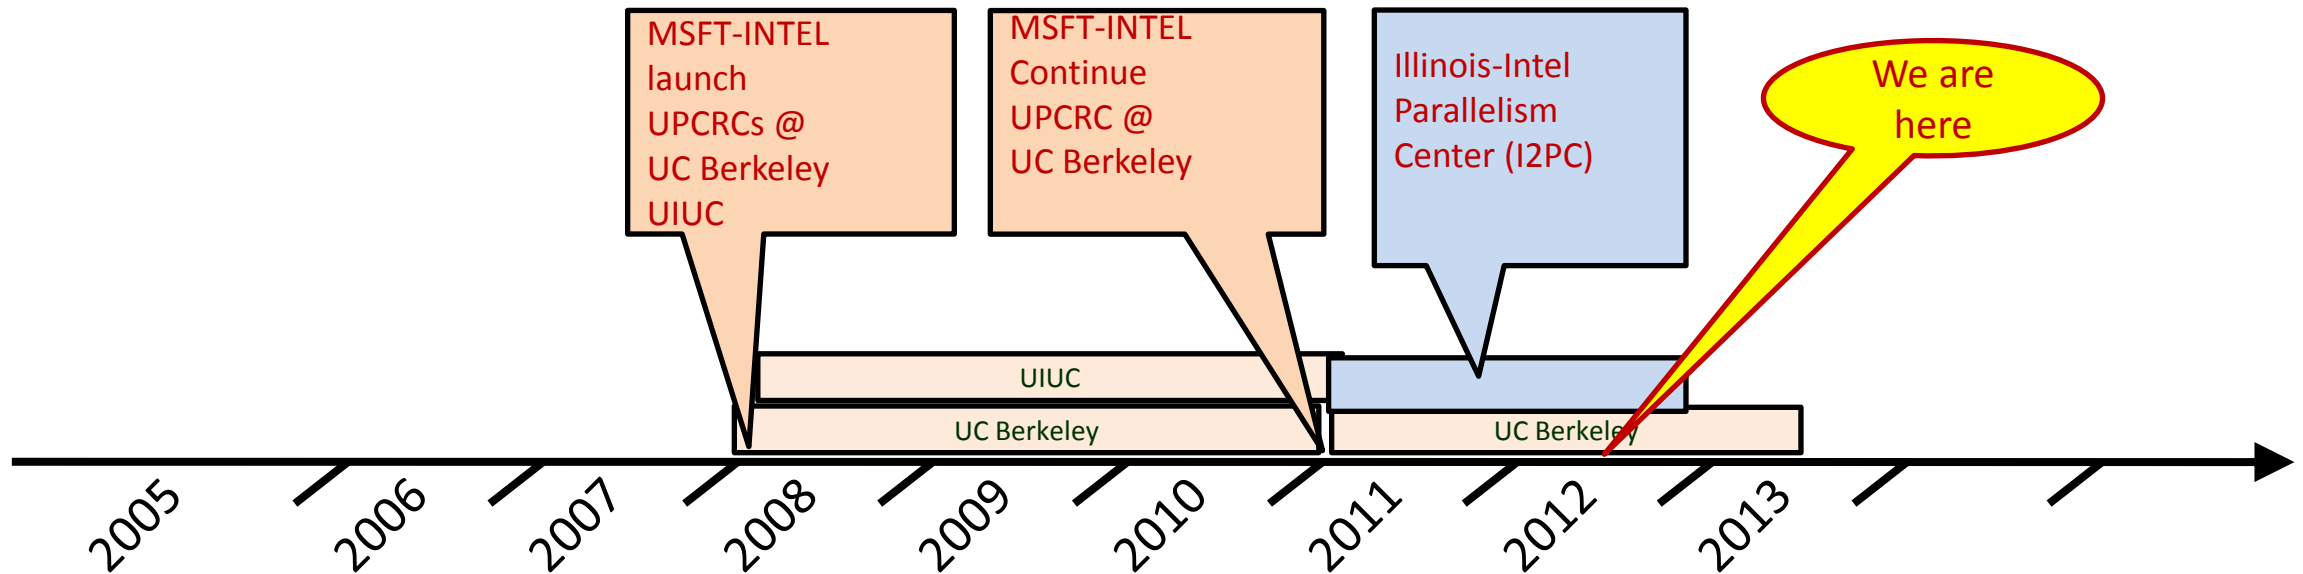 MSFT-INTEL
launch
UPCRCs @
UC Berkeley
UIUC
MSFT-INTEL
Continue
UPCRC @
UC Berkeley
Illinois-Intel
Parallelism
Center (I2PC)
We are
here
UIUC
UC Berkeley
UC Berkeley
2005
2006
2007
2008
2009
2010
2011
2012
2013